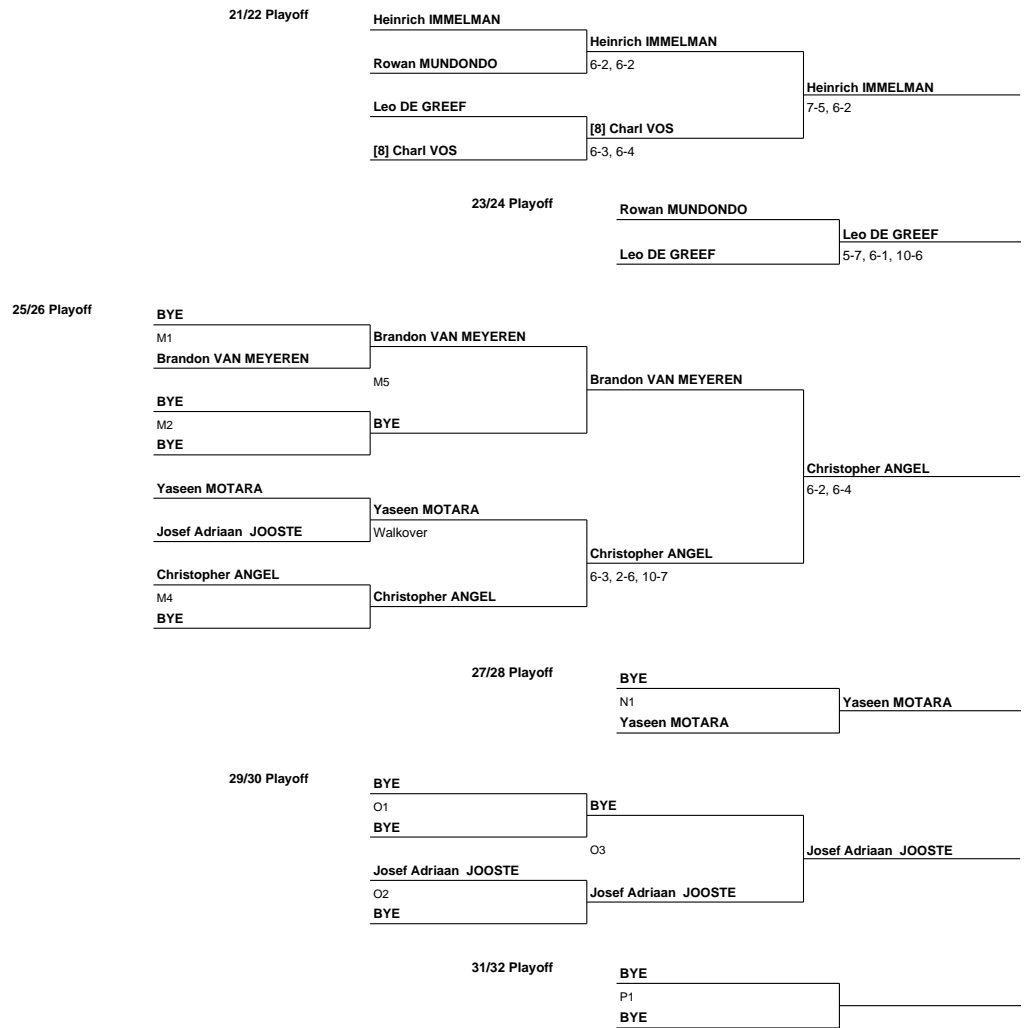 21/22 Playoff
Heinrich IMMELMAN
Heinrich IMMELMAN
Rowan MUNDONDO
6-2, 6-2
Heinrich IMMELMAN
7-5, 6-2
Leo DE GREEF
[8] Charl VOS
[8] Charl VOS
6-3, 6-4
23/24 Playoff
Rowan MUNDONDO
Leo DE GREEF
Leo DE GREEF
5-7, 6-1, 10-6
25/26 Playoff
BYE
M1
Brandon VAN MEYEREN
Brandon VAN MEYEREN
M5
Brandon VAN MEYEREN
BYE
M2
BYE
BYE
Christopher ANGEL
6-2, 6-4
Yaseen MOTARA
Yaseen MOTARA
Josef Adriaan  JOOSTE
Walkover
Christopher ANGEL
6-3, 2-6, 10-7
Christopher ANGEL
M4
Christopher ANGEL
BYE
27/28 Playoff
BYE
N1
Yaseen MOTARA
Yaseen MOTARA
29/30 Playoff
BYE
O1
BYE
BYE
O3
Josef Adriaan  JOOSTE
Josef Adriaan  JOOSTE
O2
Josef Adriaan  JOOSTE
BYE
31/32 Playoff
BYE
P1
BYE